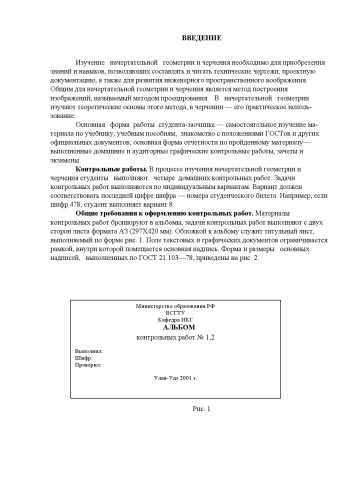 ВВЕДЕНИЕ
Изучение начертательной геометрии и черчения необходимо для приобретения
знаний и навыков, позволяющих составлять и читать технические чертежи, проектную
документацию, а также для развития инженерного пространственного воображения.
Общим для начертательной геометрии и черчения является метод построения
изображений, называемый методом проецирования. В начертательной геометрии
изучают теоретические основы этого метода, в черчении — его практическое исполь-
зование.
Основная форма работы студента-заочника — самостоятельное изучение ма-
териала по учебнику, учебным пособиям, знакомство с положениями ГОСТов и других
официальных документов; основная форма отчетности по пройденному материалу—
выполненные домашние и аудиторные графические контрольные работы, зачеты и
экзамены.
Контрольные работы. В процессе изучения начертательной геометрии и
черчения студенты выполняют четыре домашних контрольных работ. Задачи
контрольных работ выполняются по индивидуальным вариантам. Вариант должен
соответствовать последней цифре шифра — номера студенческого билета. Например, если
шифр 478, студент выполняет вариант 8.
Общие требования к оформлению контрольных работ. Материалы
контрольных работ брошюруют в альбомы, задачи контрольных работ выполняют с двух
сторон листа формата А3 (297Х420 мм). Обложкой к альбому служит титульный лист,
выполняемый по форме рис. 1. Поле текстовых и графических документов ограничивается
рамкой, внутри которой помещается основная надпись. Форма и размеры основных
надписей, выполненных по ГОСТ 21.103—78, приведены на рис. 2.
Министерство образования РФ
ВСГТУ
Кафедра ИКГ
АЛЬБОМ
контрольных работ № 1,2
Выполнил:
Шифр:
Проверил:
Улан-Удэ 2001 г.
Рис. 1